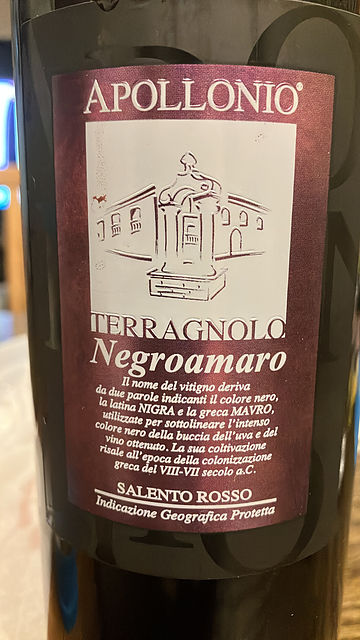 APOLLONIO®
TERRAGNOLO
Negroamaro
Il nome del vitigno deriva
da due parole indicanti il colore nero,
la latina NIGRA e la greca MAVRO,
utilizzate per sottolineare l'intenso
colore nero della buccia dell'uva e del
vino ottenuto. La sua coltivazione
risale all'epoca della colonizzazione
greca del VIII-VII secolo a.C.
SALENTO ROSSO
Indicazione Geografica Protetta